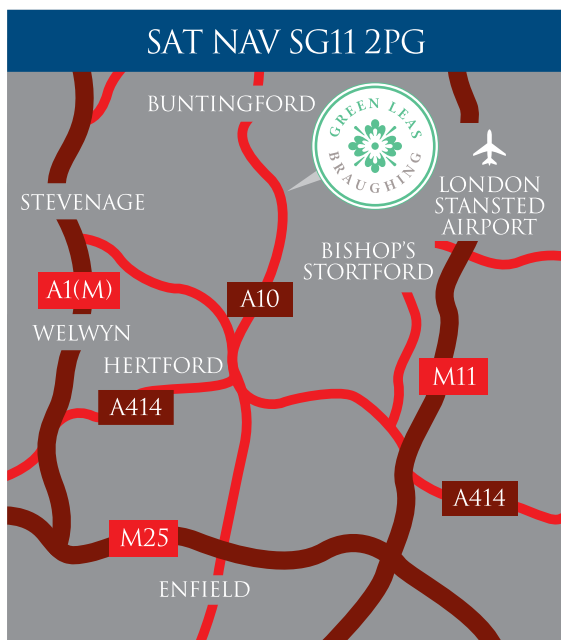 SAT NAV SG11 2PG
BUNTINGFORD
GREEN LEAS
BRAUGHING
STEVENAGE
LONDON
STANSTED
AIRPORT
BISHOP'S
STORTFORD
A1(M)
A10
WELWYN
HERTFORD
M11
A414
A414
M25
ENFIELD